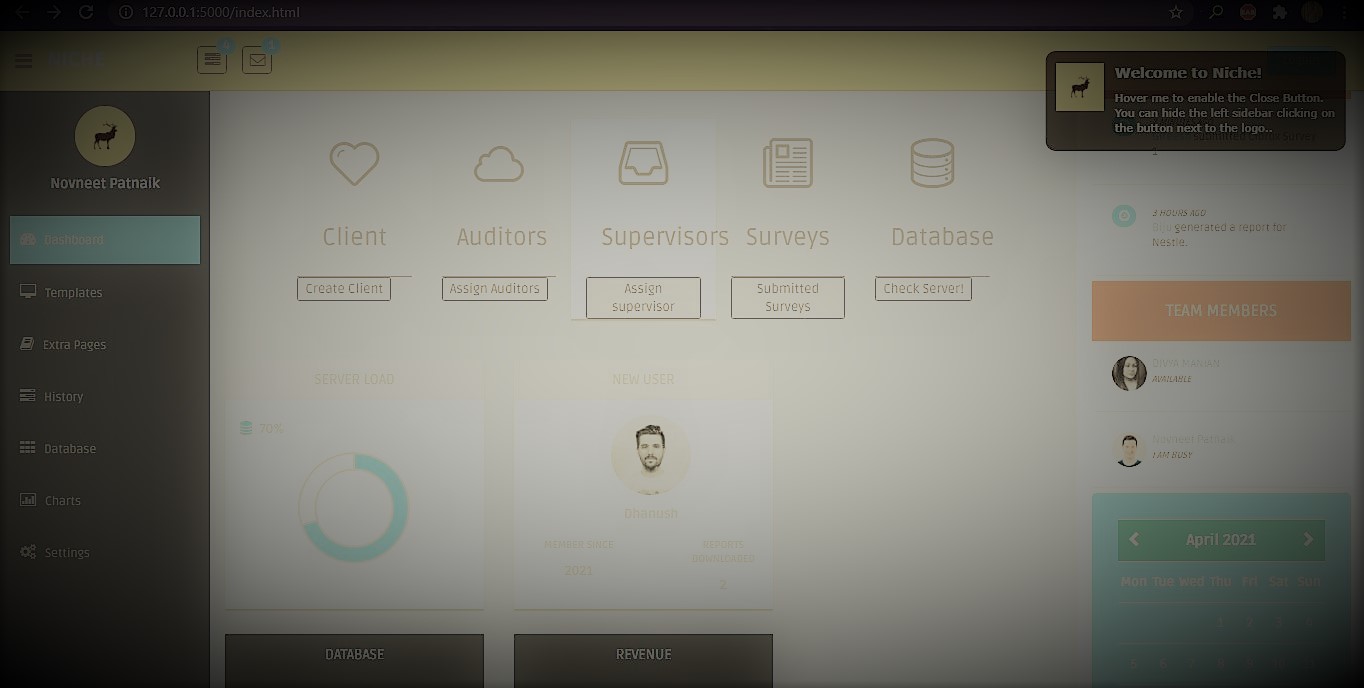 127.0.0.1:5000/index.html
NICHE
Welcome to Niche!
Hover me to enable the Close Button.
You can hide the left sidebar clicking on
the button next to the logo..
Novneet Patnaik
Dashboard
Templates
Extra Pages
History
Database
Charts
Settings
Client
Auditors
Supervisors
Surveys
Database
Create Client
Assign Auditors
Assign
supervisor
Submitted
Surveys
Check Server!
1
3 HOURS AGO
generated a report for
Nestle.
TEAM MEMBERS
DIVYA MANIAN
AVAILABLE
Navneet Patnaik
I AM BUSY
SERVER LOAD
70%
NEW USER
Dhanush
MEMBER SINCE
2021
REPORTS
DOWNLOADED
2
DATABASE
REVENUE
April 2021
Mon Tue Wed Thu Fri Sat Sun
1 2 3 4
5 6 7 8